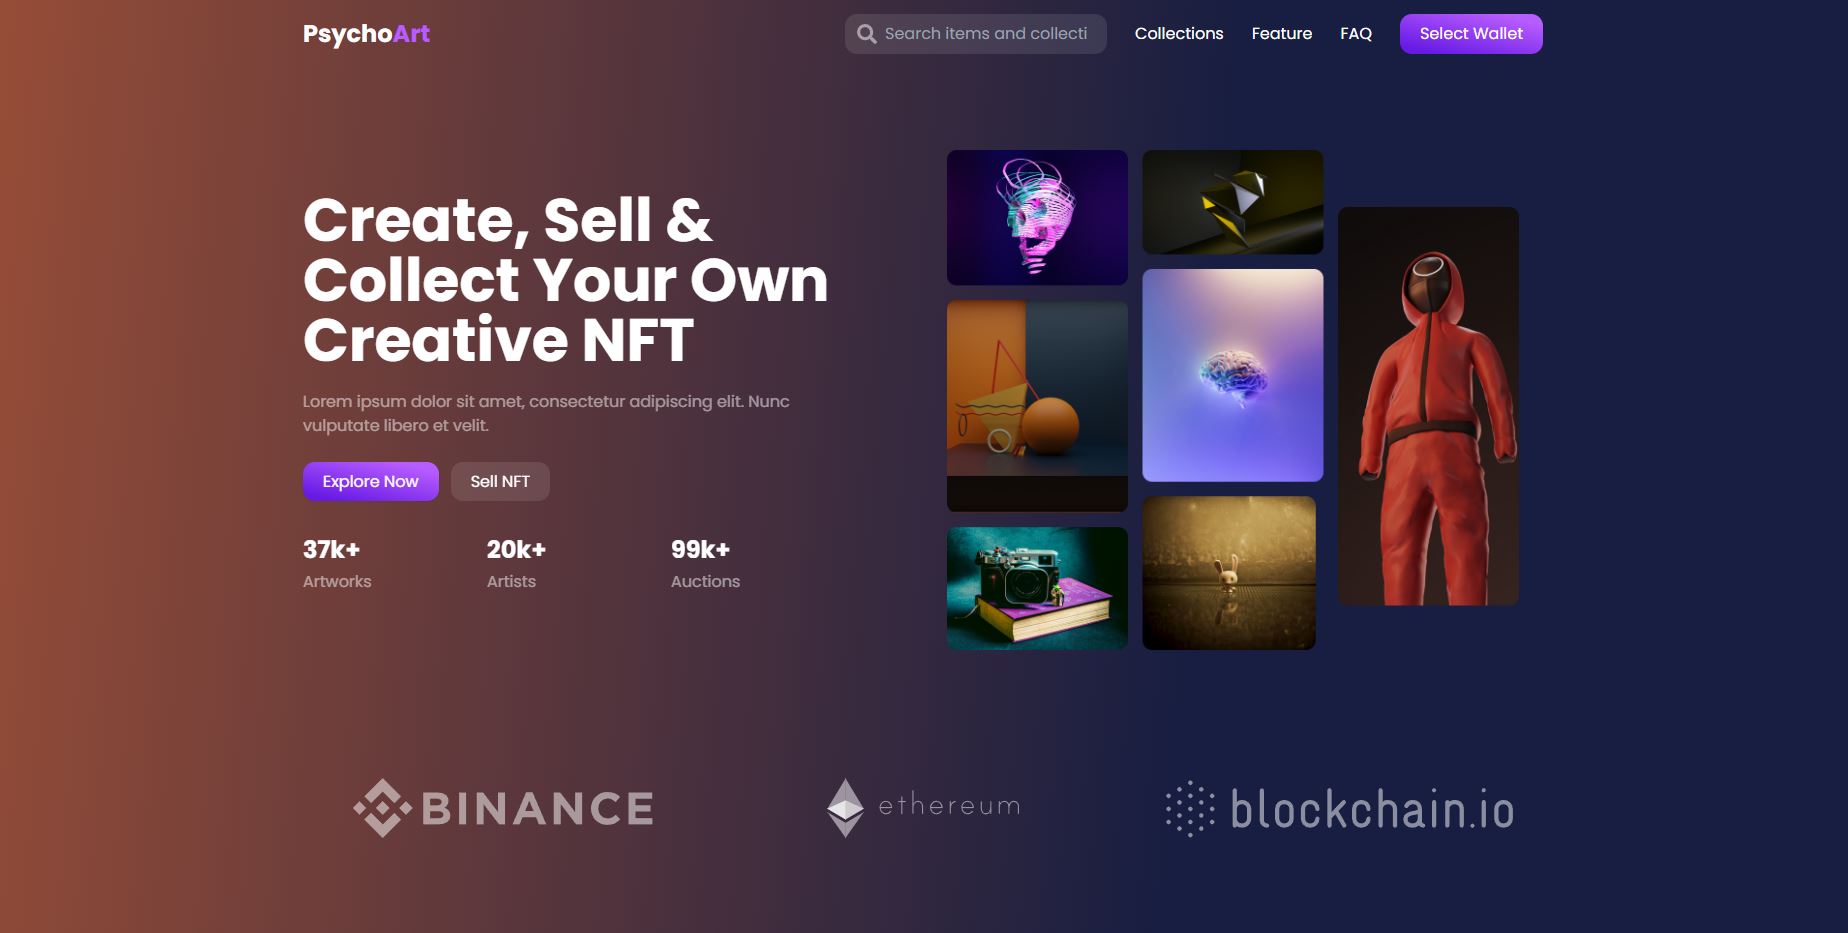 PsychoArt
Search items and collecti
Collections
Feature
FAQ
Select Wallet
Create, Sell &
Collect Your Own
Creative NFT
Lorem ipsum dolor sit amet, consectetur adipiscing elit. Nunc
vulputate libero et velit.
Explore Now
Sell NFT
37k+
Artworks
20k+
Artists
99k+
Auctions
BINANCE
ethereum
blockchain.io